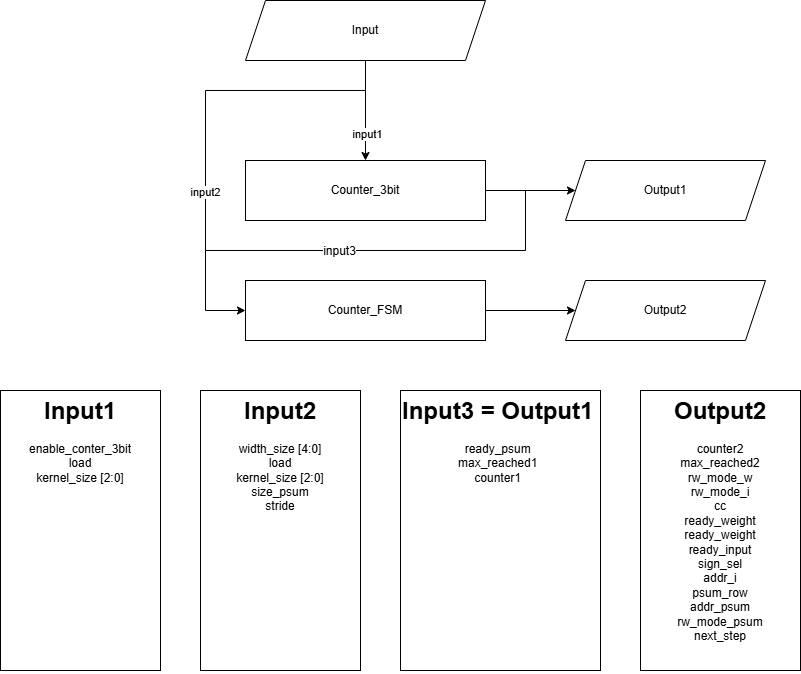 Input
input1
Counter_3bit
Output1
input2
input3
Counter_FSM
Output2
Input1
enable_conter_3bit
load
kernel_size [2:0]
Input2
width_size [4:0]
load
kernel_size [2:0]
size_psum
stride
Input3 = Output1
ready_psum
max_reached1
counter1
Output2
counter2
max_reached2
rw_mode_w
rw_mode_i
cc
ready_weight
ready_weight
ready_input
sign_sel
addr_i
psum_row
addr_psum
rw_mode_psum
next_step